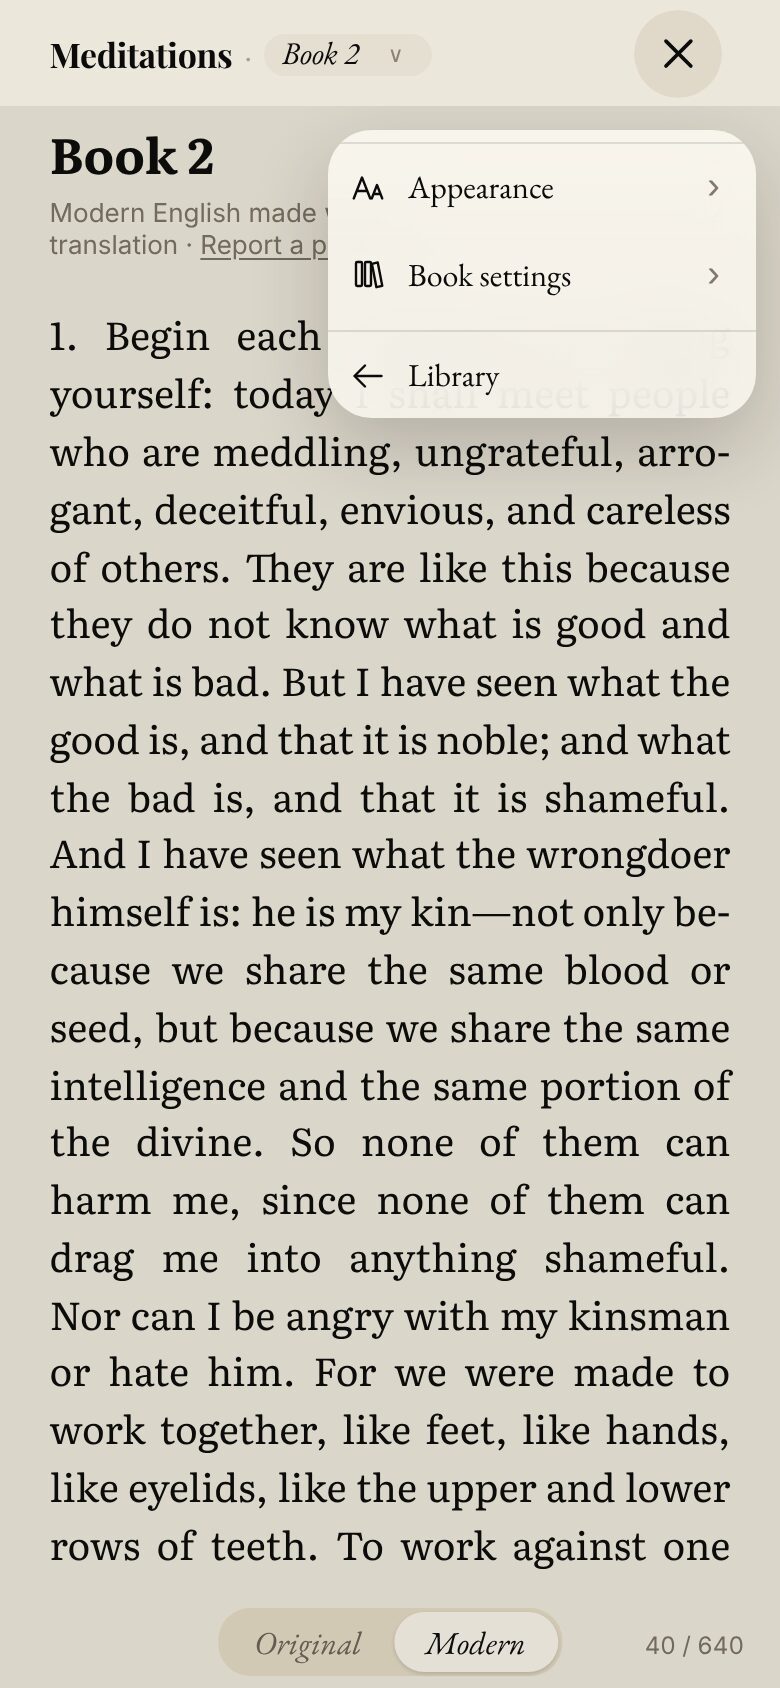 Meditations · Book 2
Book 2
Appearance
Book settings
Library
Modern English made
translation · Report a p
1. Begin each
yourself: today I shall meet people
who are meddling, ungrateful, arro-
gant, deceitful, envious, and careless
of others. They are like this because
they do not know what is good and
what is bad. But I have seen what the
good is, and that it is noble; and what
the bad is, and that it is shameful.
And I have seen what the wrongdoer
himself is: he is my kin—not only be-
cause we share the same blood or
seed, but because we share the same
intelligence and the same portion of
the divine. So none of them can
harm me, since none of them can
drag me into anything shameful.
Nor can I be angry with my kinsman
or hate him. For we were made to
work together, like feet, like hands,
like eyelids, like the upper and lower
rows of teeth. To work against one
Original Modern 40 / 640